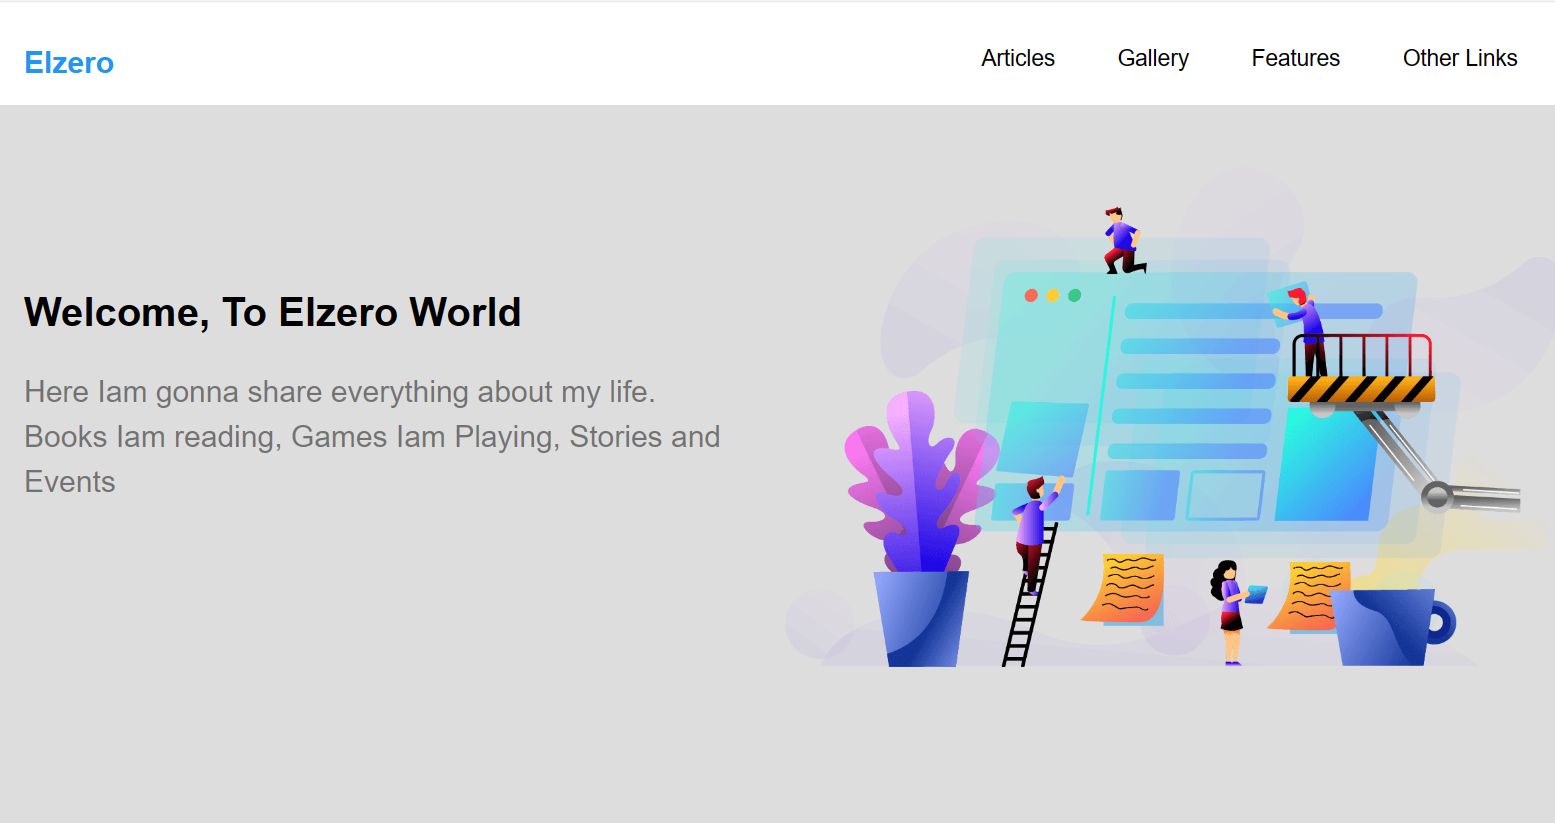 Elzero
Articles
Gallery
Features
Other Links
Welcome, To Elzero World
Here Iam gonna share everything about my life.
Books Iam reading, Games Iam Playing, Stories and
Events